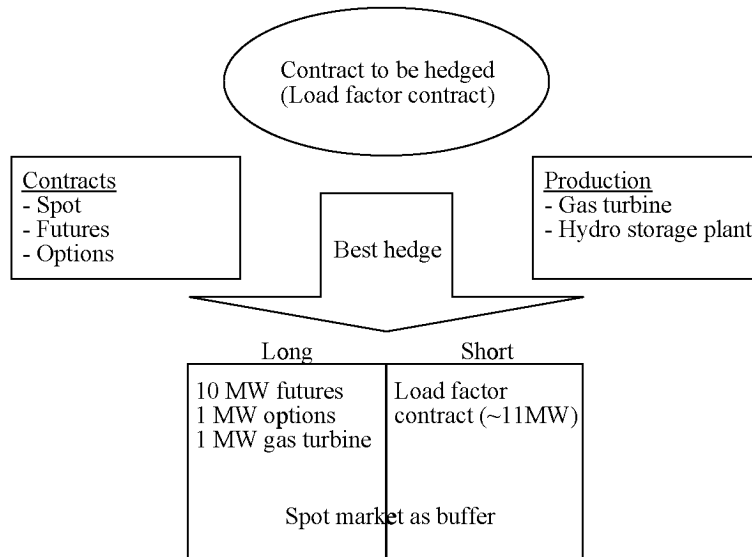 Contract to be hedged
(Load factor contract)
Contracts
- Spot
- Futures
- Options
Production
- Gas turbine
- Hydro storage plant
Best hedge
Long
Short
10 MW futures
1 MW options
1 MW gas turbine
Load factor
contract (~11MW)
Spot market as buffer